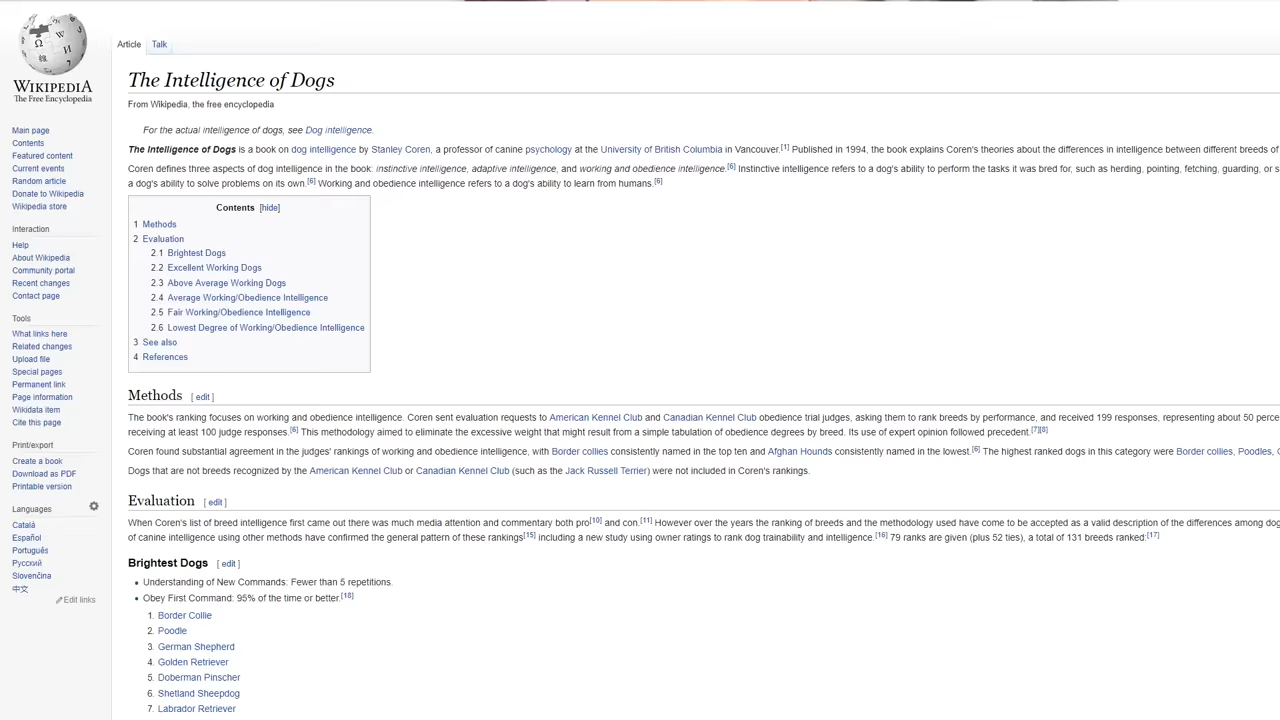 WIKIPEDIA
The Free Encyclopedia
Main page
Contents
Featured content
Current events
Random article
Donate to Wikipedia
Wikipedia store
Interaction
Help
About Wikipedia
Community portal
Recent changes
Contact page
Tools
What links here
Related changes
Upload file
Special pages
Permanent link
Page information
Wikidata item
Cite this page
Print/export
Create a book
Download as PDF
Printable version
Languages
Català
Español
Português
Русский
Slovenčina
中文
Edit links
Article Talk
The Intelligence of Dogs
From Wikipedia, the free encyclopedia
For the actual intelligence of dogs, see Dog intelligence.
The Intelligence of Dogs is a book on dog intelligence by Stanley Coren, a professor of canine psychology at the University of British Columbia in Vancouver.[1] Published in 1994, the book explains Coren's theories about the differences in intelligence between different breeds of
Coren defines three aspects of dog intelligence in the book: instinctive intelligence, adaptive intelligence, and working and obedience intelligence.[6] Instinctive intelligence refers to a dog's ability to perform the tasks it was bred for, such as herding, pointing, fetching, guarding, or s
a dog's ability to solve problems on its own.[6] Working and obedience intelligence refers to a dog's ability to learn from humans.[6]
Contents [hide]
1 Methods
2 Evaluation
2.1 Brightest Dogs
2.2 Excellent Working Dogs
2.3 Above Average Working Dogs
2.4 Average Working/Obedience Intelligence
2.5 Fair Working/Obedience Intelligence
2.6 Lowest Degree of Working/Obedience Intelligence
3 See also
4 References
Methods [ edit ]
The book's ranking focuses on working and obedience intelligence. Coren sent evaluation requests to American Kennel Club and Canadian Kennel Club obedience trial judges, asking them to rank breeds by performance, and received 199 responses, representing about 50 perce
receiving at least 100 judge responses.[6] This methodology aimed to eliminate the excessive weight that might result from a simple tabulation of obedience degrees by breed. Its use of expert opinion followed precedent.[7][8]
Coren found substantial agreement in the judges' rankings of working and obedience intelligence, with Border collies consistently named in the top ten and Afghan Hounds consistently named in the lowest.[6] The highest ranked dogs in this category were Border collies, Poodles, G
Dogs that are not breeds recognized by the American Kennel Club or Canadian Kennel Club (such as the Jack Russell Terrier) were not included in Coren's rankings.
Evaluation [ edit ]
When Coren's list of breed intelligence first came out there was much media attention and commentary both pro[10] and con.[11] However over the years the ranking of breeds and the methodology used have come to be accepted as a valid description of the differences among dog
of canine intelligence using other methods have confirmed the general pattern of these rankings[15] including a new study using owner ratings to rank dog trainability and intelligence.[16] 79 ranks are given (plus 52 ties), a total of 131 breeds ranked:[17]
Brightest Dogs [ edit ]
• Understanding of New Commands: Fewer than 5 repetitions.
• Obey First Command: 95% of the time or better.[18]
1. Border Collie
2. Poodle
3. German Shepherd
4. Golden Retriever
5. Doberman Pinscher
6. Shetland Sheepdog
7. Labrador Retriever